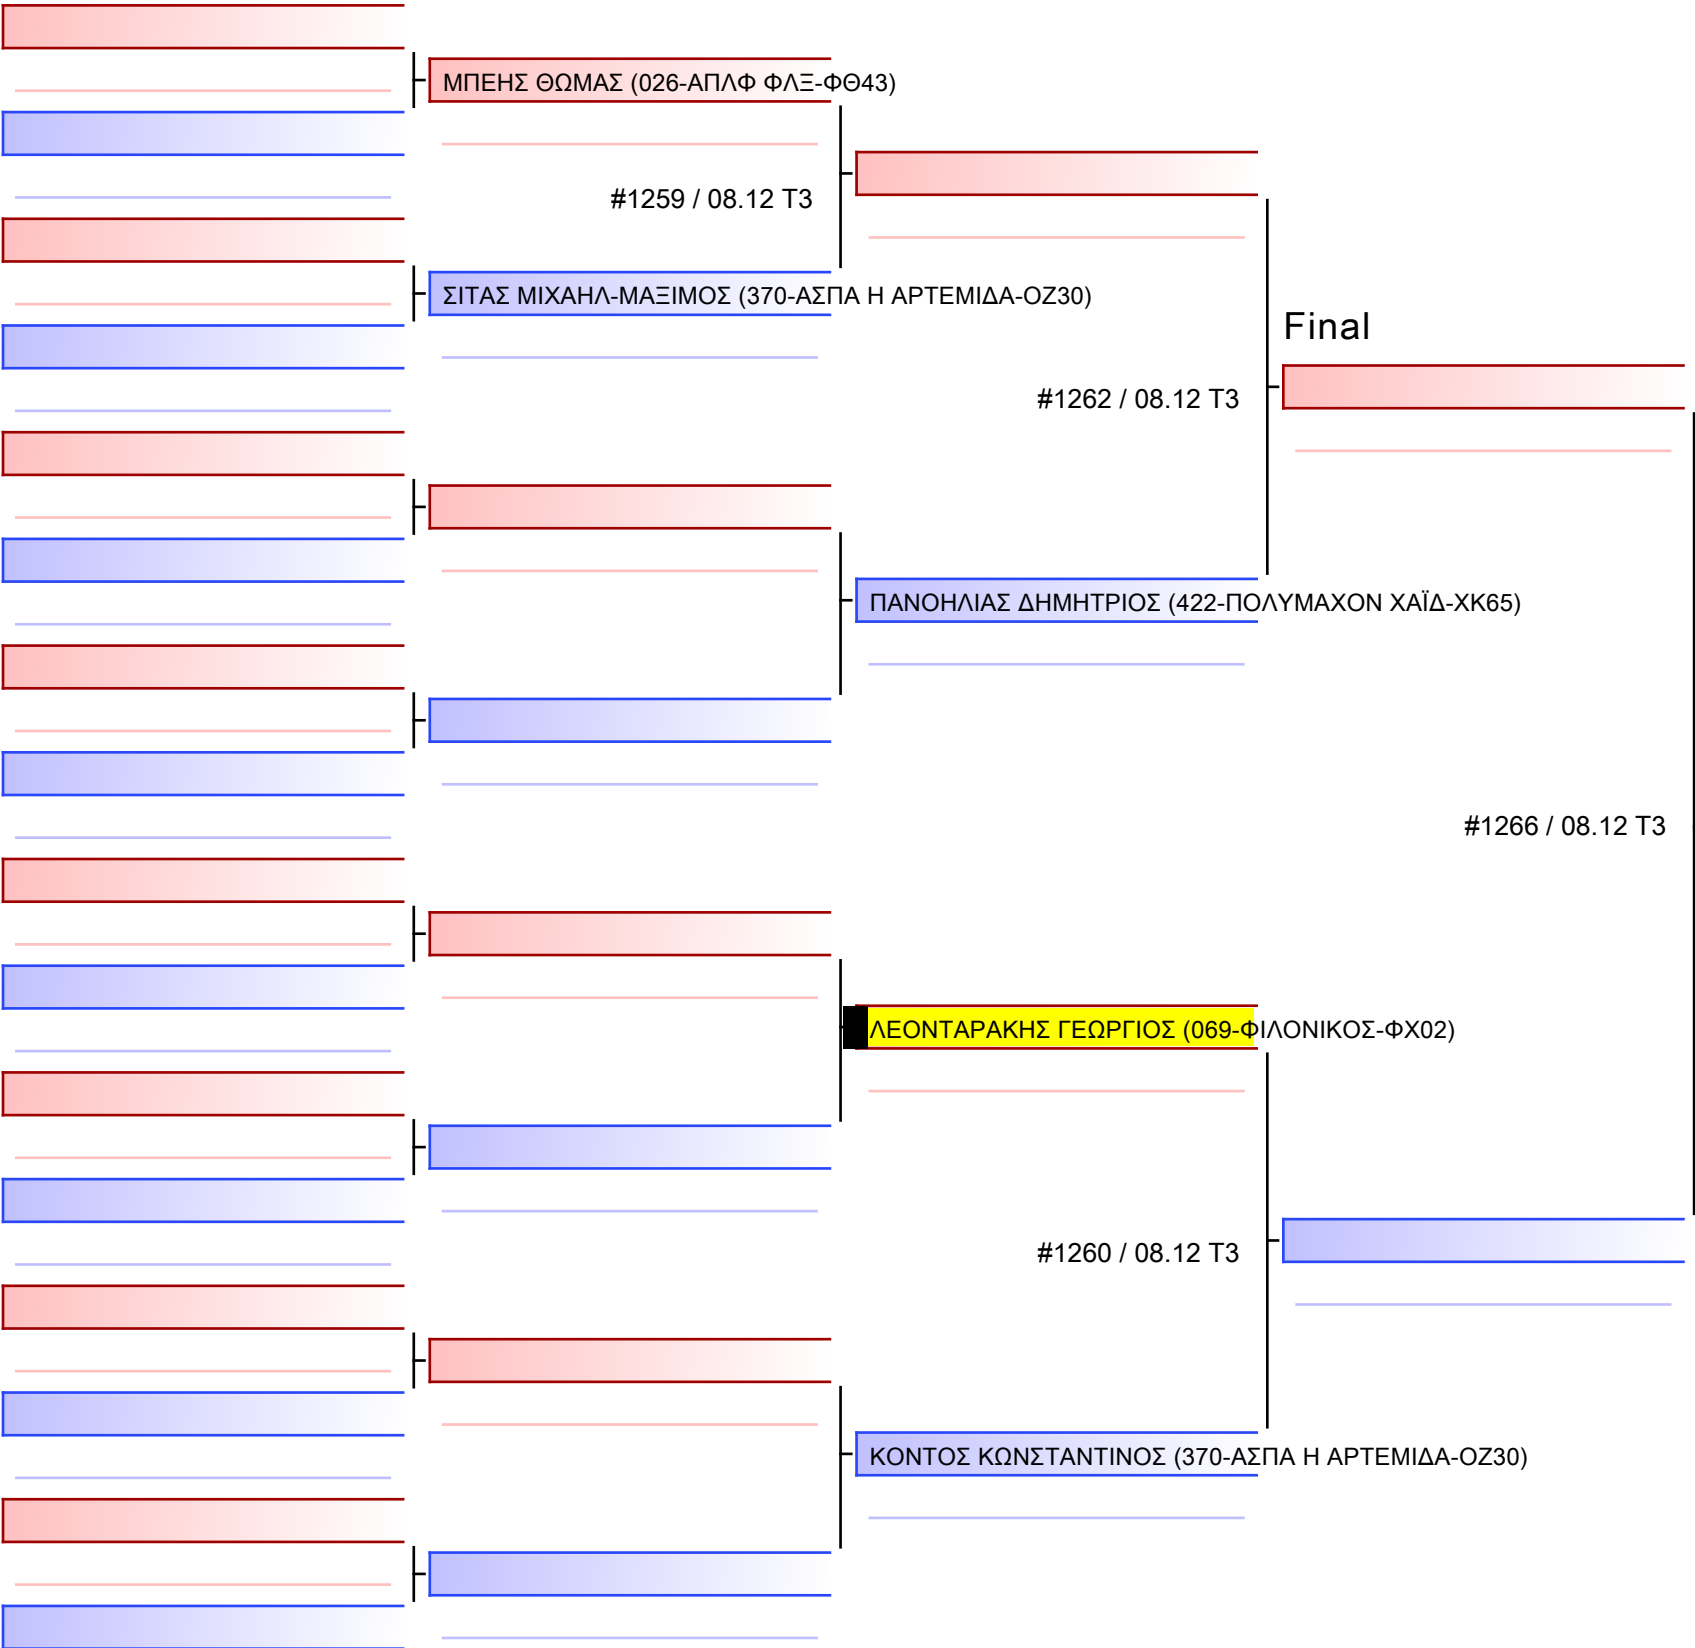 ΜΠΕΗΣ ΘΩΜΑΣ (026-ΑΠΛΦ ΦΛΞ-ΦΘ43)
#1259 / 08.12 T3
ΣΙΤΑΣ ΜΙΧΑΗΛ-ΜΑΞΙΜΟΣ (370-ΑΣΠΑ Η ΑΡΤΕΜΙΔΑ-ΟΖ30)
Final
#1262 / 08.12 T3
ΠΑΝΟΗΛΙΑΣ ΔΗΜΗΤΡΙΟΣ (422-ΠΟΛΥΜΑΧΟΝ ΧΑΪΔ-ΧΚ65)
#1266 / 08.12 T3
ΛΕΟΝΤΑΡΑΚΗΣ ΓΕΩΡΓΙΟΣ (069-ΦΙΛΟΝΙΚΟΣ-ΦΧ02)
#1260 / 08.12 T3
ΚΟΝΤΟΣ ΚΩΝΣΤΑΝΤΙΝΟΣ (370-ΑΣΠΑ Η ΑΡΤΕΜΙΔΑ-ΟΖ30)